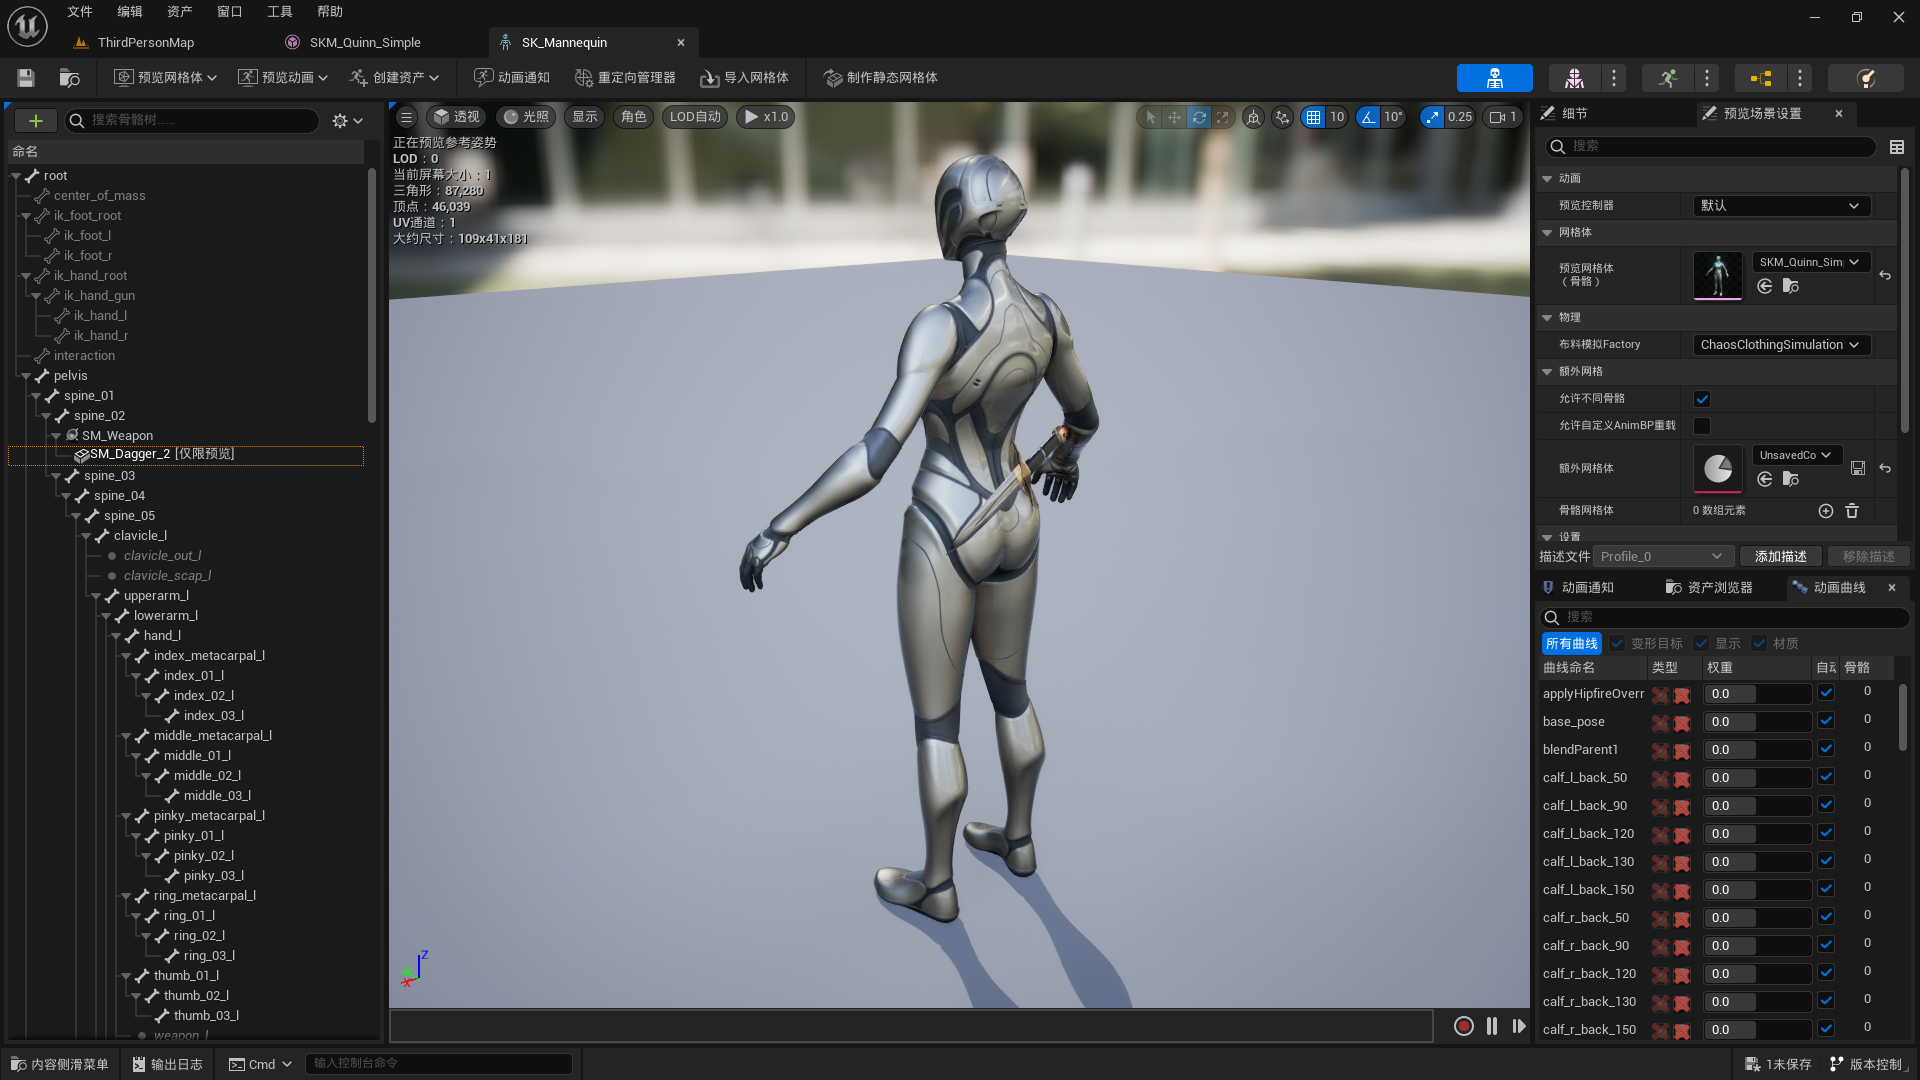 文件 编辑 资产 窗口 工具 帮助
ThirdPersonMap SKM_Quinn_Simple SK_Mannequin
预览网格体 预览动画 创建资产 动画通知 重定向管理器 导入网格体 制作静态网格体
搜索骨骼树......
命名
root
center_of_mass
ik_foot_root
ik_foot_l
ik_foot_r
ik_hand_root
ik_hand_gun
ik_hand_l
ik_hand_r
interaction
pelvis
spine_01
spine_02
SM_Weapon
SM_Dagger_2 [仅限预览]
spine_03
spine_04
spine_05
clavicle_l
clavicle_out_l
clavicle_scap_l
upperarm_l
lowerarm_l
hand_l
index_metacarpal_l
index_01_l
index_02_l
index_03_l
middle_metacarpal_l
middle_01_l
middle_02_l
middle_03_l
pinky_metacarpal_l
pinky_01_l
pinky_02_l
pinky_03_l
ring_metacarpal_l
ring_01_l
ring_02_l
ring_03_l
thumb_01_l
thumb_02_l
thumb_03_l
weapon_l
透视 光照 显示 角色 LOD自动 x1.0 10 10° 0.25 1
正在预览参考姿势
LOD：0
当前屏幕大小：1
三角形：87,280
顶点：46,039
UV通道：1
大约尺寸：109x41x181
Z
X
细节 预览场景设置
搜索
动画
预览控制器 默认
网格体
预览网格体（骨骼） SKM_Quinn_Sim
物理
布料模拟Factory ChaosClothingSimulation
额外网格
允许不同骨骼
允许自定义AnimBP重载
额外网格体 UnsavedCo
骨骼网格体 0 数组元素
设置
描述文件 Profile_0 添加描述 移除描述
动画通知 资产浏览器 动画曲线
搜索
所有曲线 变形目标 显示 材质
曲线命名 类型 权重 自动 骨骼
applyHipfireOverr 0.0 0
base_pose 0.0 0
blendParent1 0.0 0
calf_l_back_50 0.0 0
calf_l_back_90 0.0 0
calf_l_back_120 0.0 0
calf_l_back_130 0.0 0
calf_l_back_150 0.0 0
calf_r_back_50 0.0 0
calf_r_back_90 0.0 0
calf_r_back_120 0.0 0
calf_r_back_130 0.0 0
calf_r_back_150 0.0 0
内容侧滑菜单 输出日志 Cmd 输入控制台命令 1未保存 版本控制